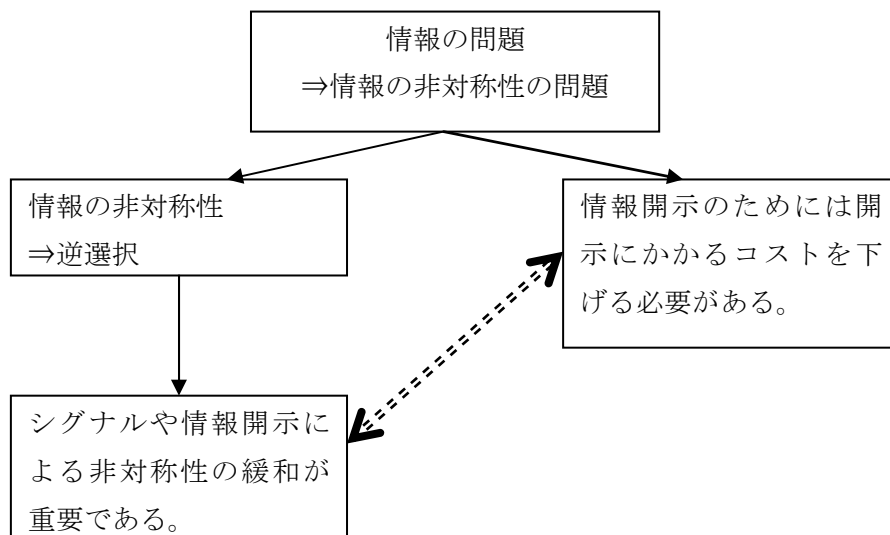 情報の問題
⇒情報の非対称性の問題
情報の非対称性
⇒逆選択
情報開示のためには開
示にかかるコストを下
げる必要がある。
シグナルや情報開示に
よる非対称性の緩和が
重要である。